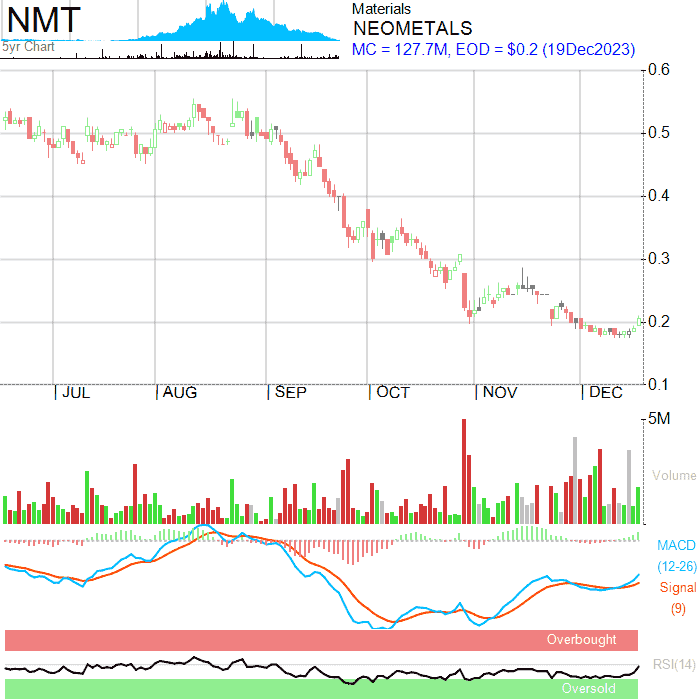 NMT
5yr Chart
Materials
NEOMETALS
MC = 127.7M, EOD = $0.2 (19Dec2023)
0.6
0.5
0.4
0.3
0.2
0.1
JUL AUG SEP OCT NOV DEC
5M
Volume
MACD
(12-26)
Signal
(9)
Overbought
RSI(14)
Oversold